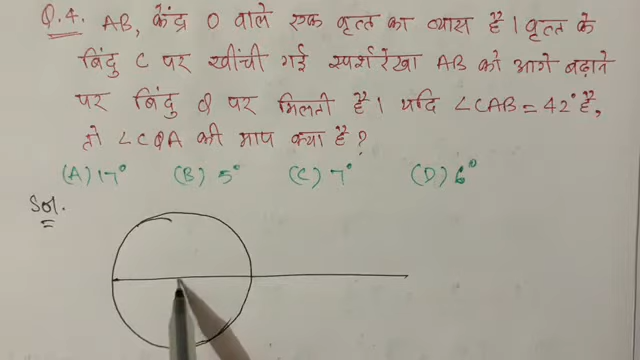 Q.4. AB, केंद्र O वाले एक वृत्त का व्यास है। वृत्त के
बिंदु C पर खींची गई स्पर्शरेखा AB को आगे बढ़ाने
पर बिंदु Q पर मिलती है। यदि ∠CAB = 42° है,
तो ∠CQA की माप क्या है?
(A) 17° (B) 5° (C) 7° (D) 6°
Sol.